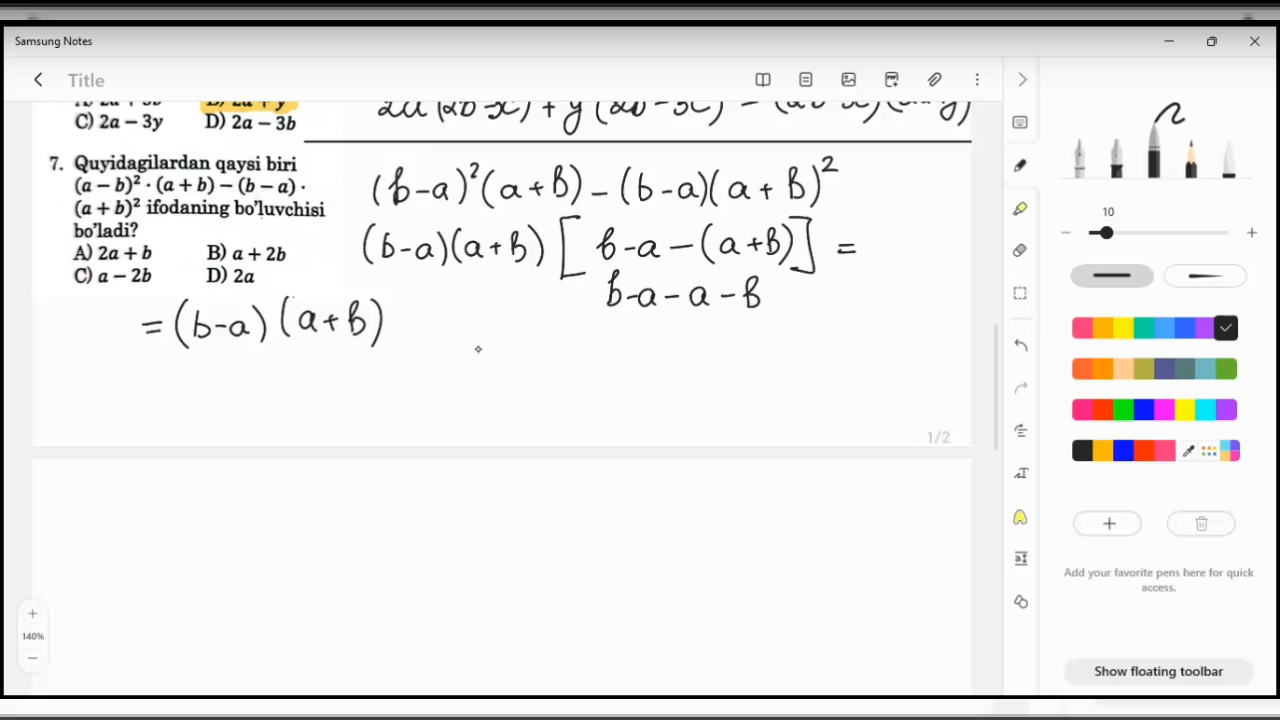 Samsung Notes
Title
C) 2a – 3y D) 2a – 3b
7. Quyidagilardan qaysi biri
(a – b)² · (a + b) – (b – a) ·
(a + b)² ifodaning bo'luvchisi
bo'ladi?
A) 2a + b B) a + 2b
C) a – 2b D) 2a
(b-a)²(a+b) – (b-a)(a+b)²
(b-a)(a+b)[b-a-(a+b)] =
b-a-a-b
=(b-a)(a+b)
1/2
140%
10
Add your favorite pens here for quick
access.
Show floating toolbar